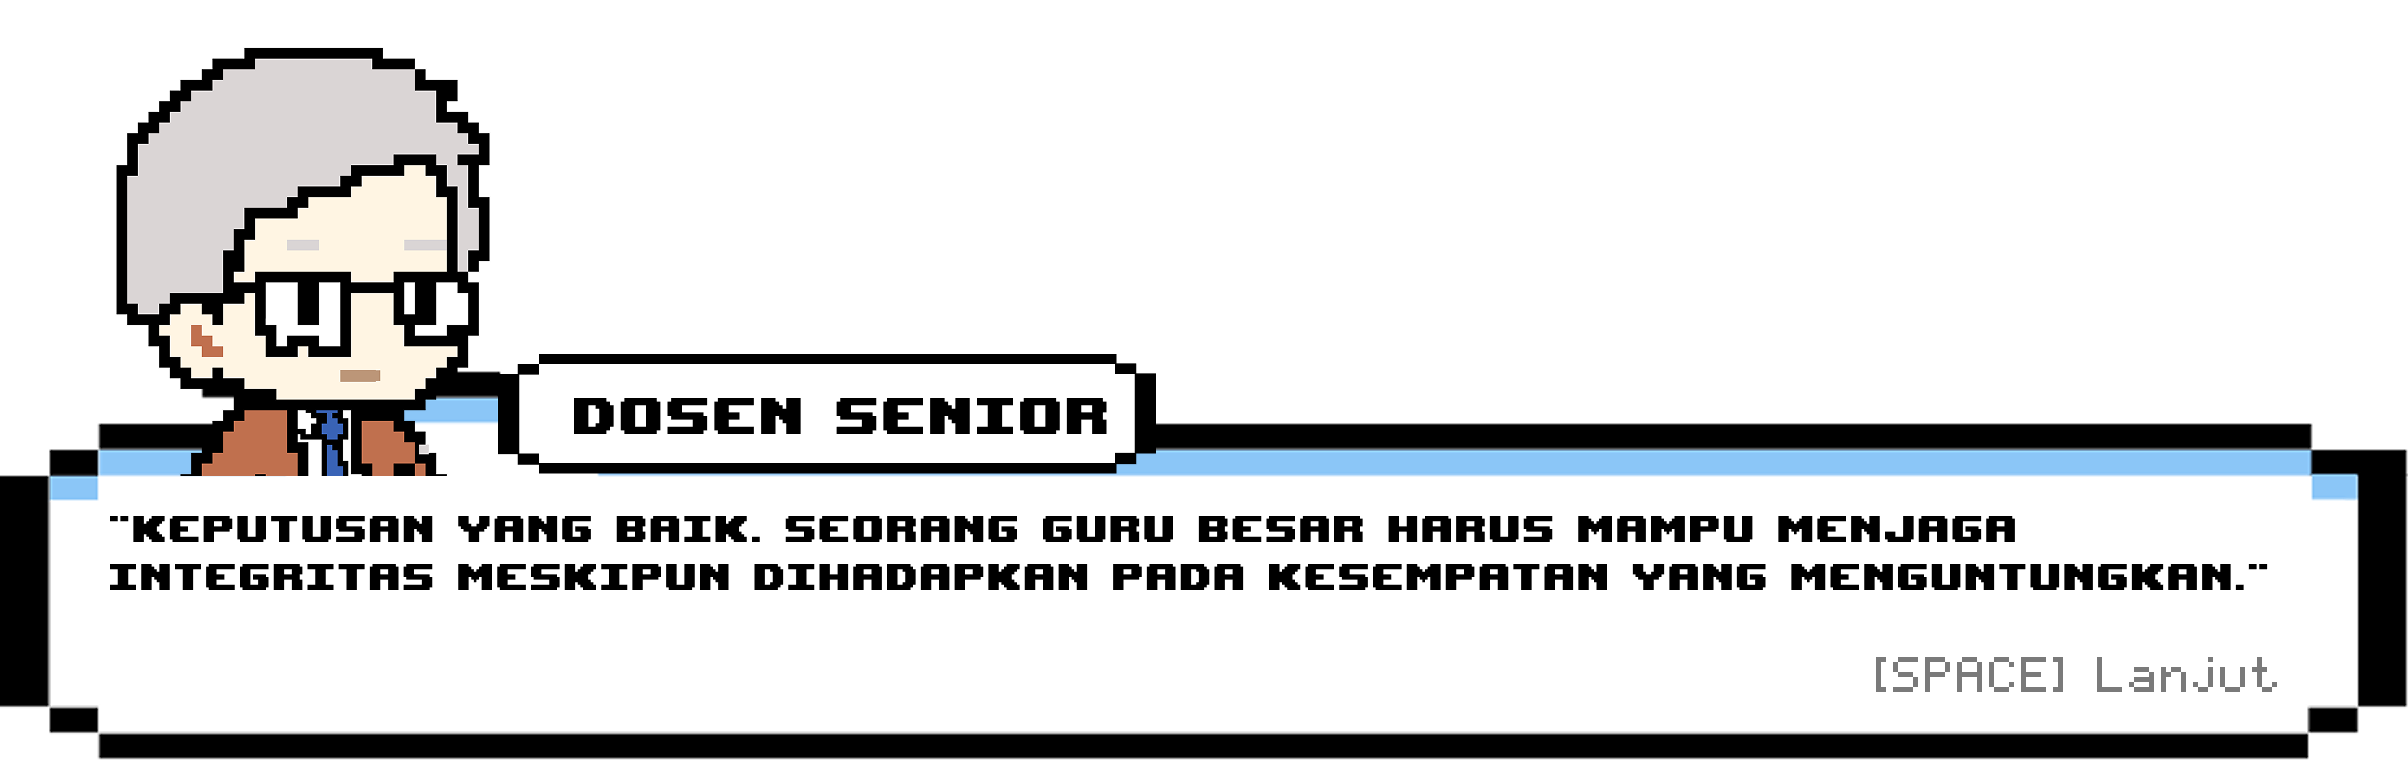 DOSEN SENIOR
"KEPUTUSAN YANG BAIK. SEORANG GURU BESAR HARUS MAMPU MENJAGA
INTEGRITAS MESKIPUN DIHADAPKAN PADA KESEMPATAN YANG MENGUNTUNGKAN."
[SPACE] Lanjut